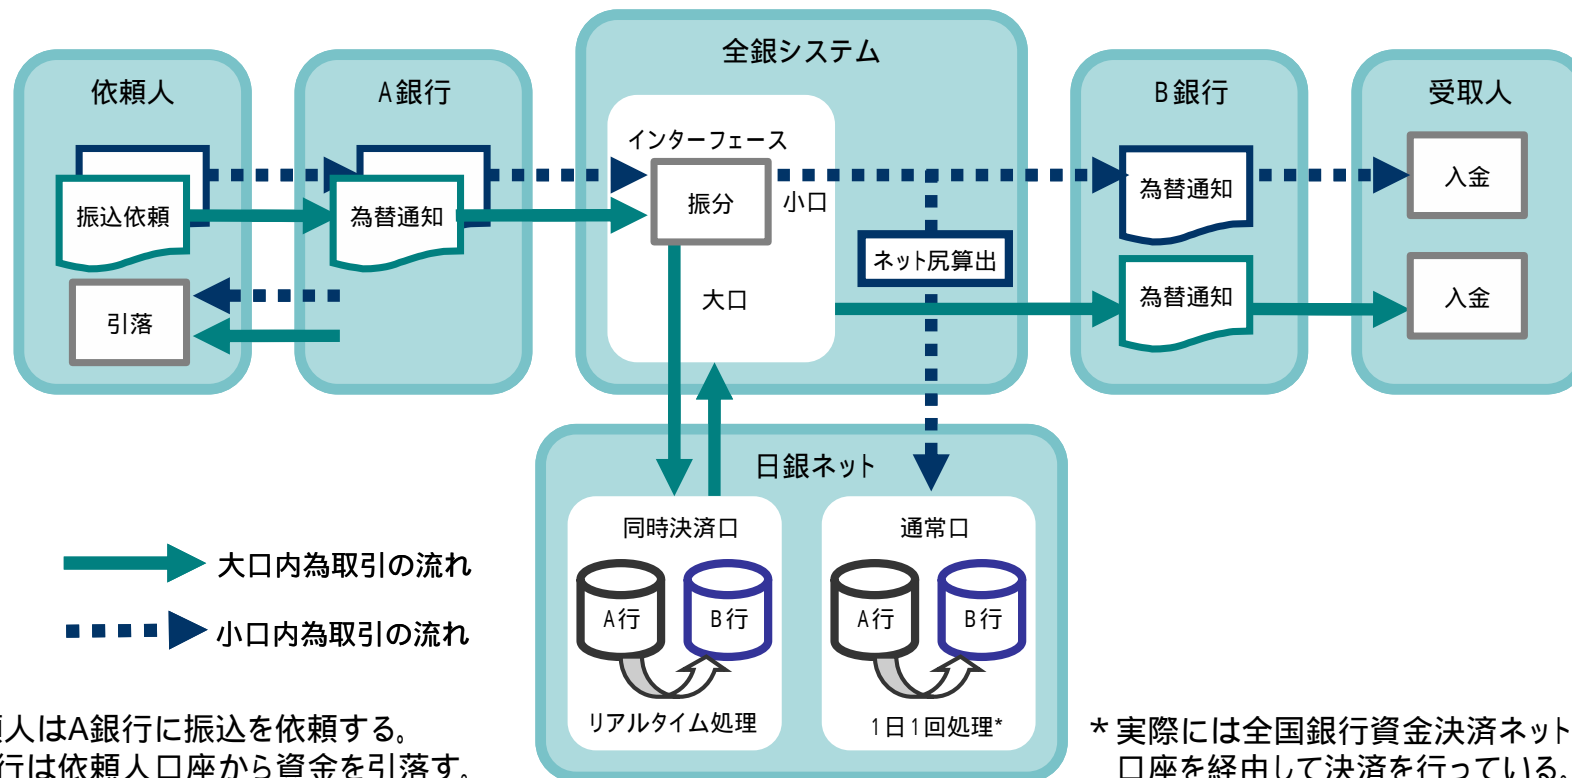 全銀システム
依頼人
A銀行
B銀行
受取人
インターフェース
振込依頼
為替通知
振分
小口
為替通知
入金
ネット尻算出
引落
大口
為替通知
入金
日銀ネット
同時決済口
通常口
A行
B行
A行
B行
リアルタイム処理
1日1回処理*
大口内為取引の流れ
小口内為取引の流れ
頼人はA銀行に振込を依頼する。
行は依頼人口座から資金を引落す。
*実際には全国銀行資金決済ネット
口座を経由して決済を行っている。